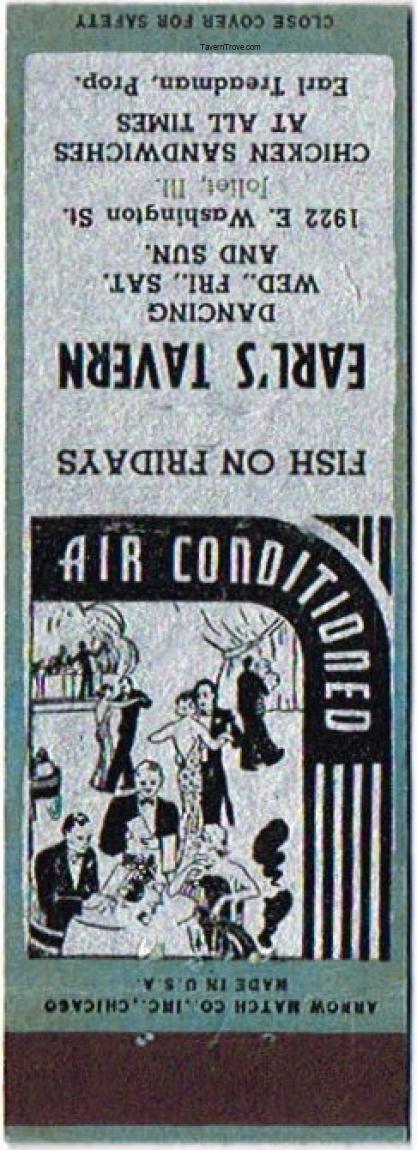 CLOSE COVER FOR SAFETY
TavernTrove.com
FISH ON FRIDAYS
EARL'S TAVERN
DANCING
WED., FRI., SAT.
AND SUN.
1922 E. Washington St.
Joliet, Ill.
CHICKEN SANDWICHES
AT ALL TIMES
Earl Treadman, Prop.
AIR CONDITIONED
ARROW MATCH CO., INC., CHICAGO
MADE IN U.S.A.